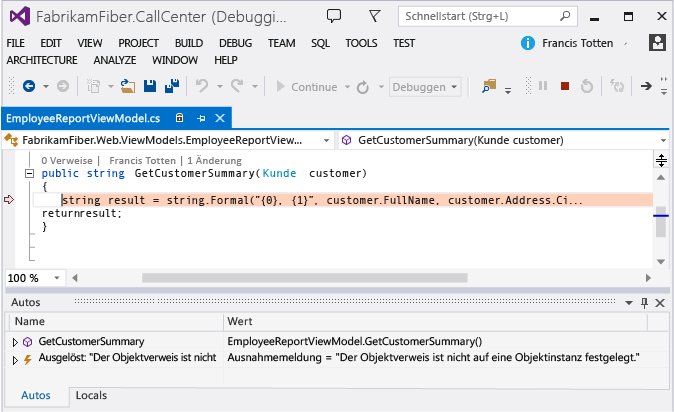 FabrikamFiber.CallCenter (Debuggi...
Schnellstart (Strg+L)
FILE EDIT VIEW PROJECT BUILD DEBUG TEAM SQL TOOLS TEST
Francis Totten
ARCHITECTURE ANALYZE WINDOW HELP
Continue Debuggen
EmployeeReportViewModel.cs
FabrikamFiber.Web.ViewModels.EmployeeReportView... GetCustomerSummary(Kunde customer)
0 Verweise | Francis Totten | 1 Änderung
public string GetCustomerSummary(Kunde customer)
{
string result = string.Formal("{0}, {1}", customer.FullName, customer.Address.Ci...
returnresult;
}
100 %
Autos
Name Wert
GetCustomerSummary EmployeeReportViewModel.GetCustomerSummary()
Ausgelöst: "Der Objektverweis ist nicht Ausnahmemeldung = "Der Objektverweis ist nicht auf eine Objektinstanz festgelegt."
Autos Locals